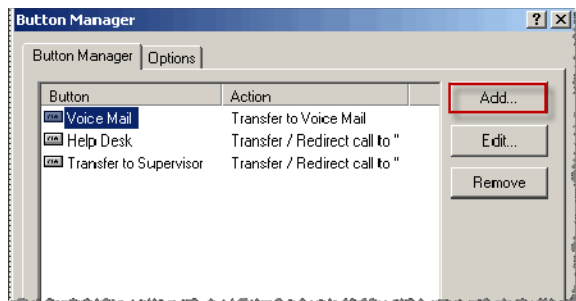 Button Manager
Button Manager Options
Button Action
Voice Mail Transfer to Voice Mail
Help Desk Transfer / Redirect call to "
Transfer to Supervisor Transfer / Redirect call to "
Add...
Edit...
Remove